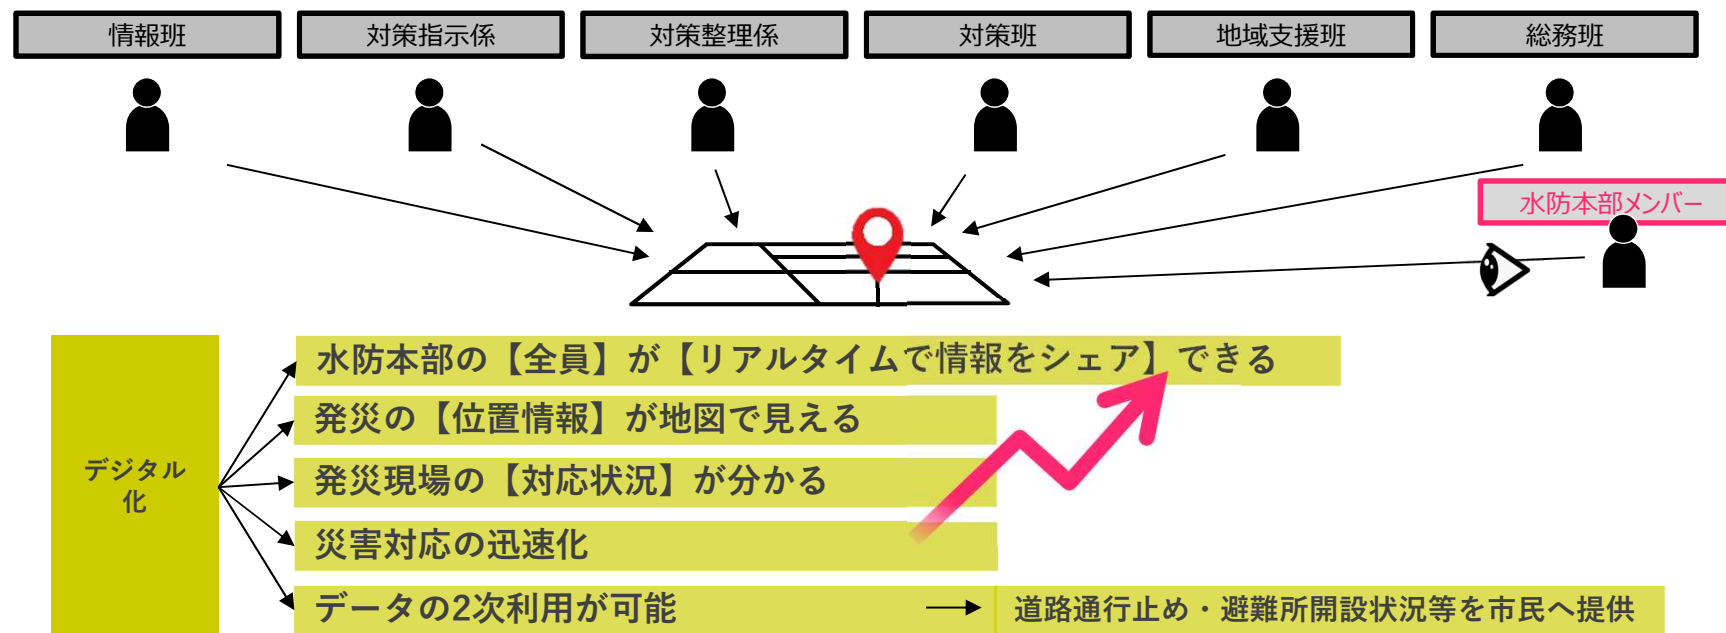 情報班
対策指示係
対策整理係
対策班
地域支援班
総務班
水防本部メンバー
デジタル
化
水防本部の【全員】が【リアルタイムで情報をシェア】できる
発災の【位置情報】が地図で見える
発災現場の【対応状況】が分かる
災害対応の迅速化
データの2次利用が可能
道路通行止め・避難所開設状況等を市民へ提供